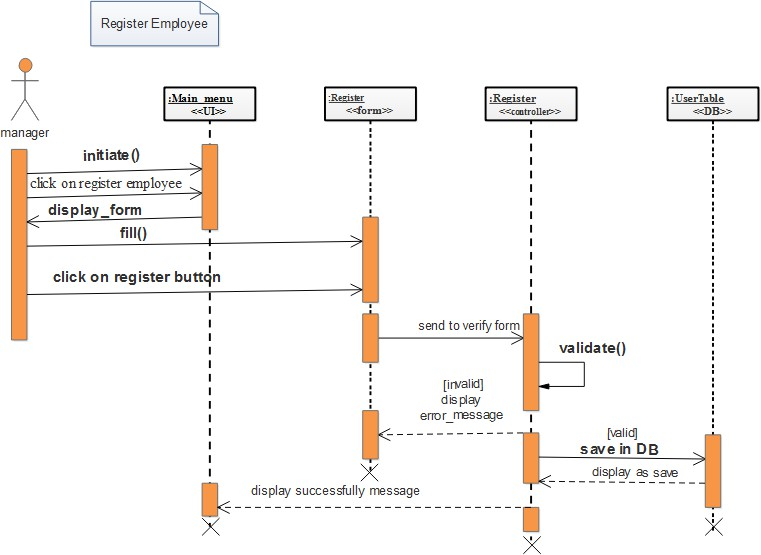 Register Employee
:Main_menu
<<UI>>
:Register
<<form>>
:Register
<<controller>>
:UserTable
<<DB>>
manager
initiate()
click on register employee
display_form
fill()
click on register button
send to verify form
validate()
[invalid]
display
error_message
[valid]
save in DB
display as save
display successfully message